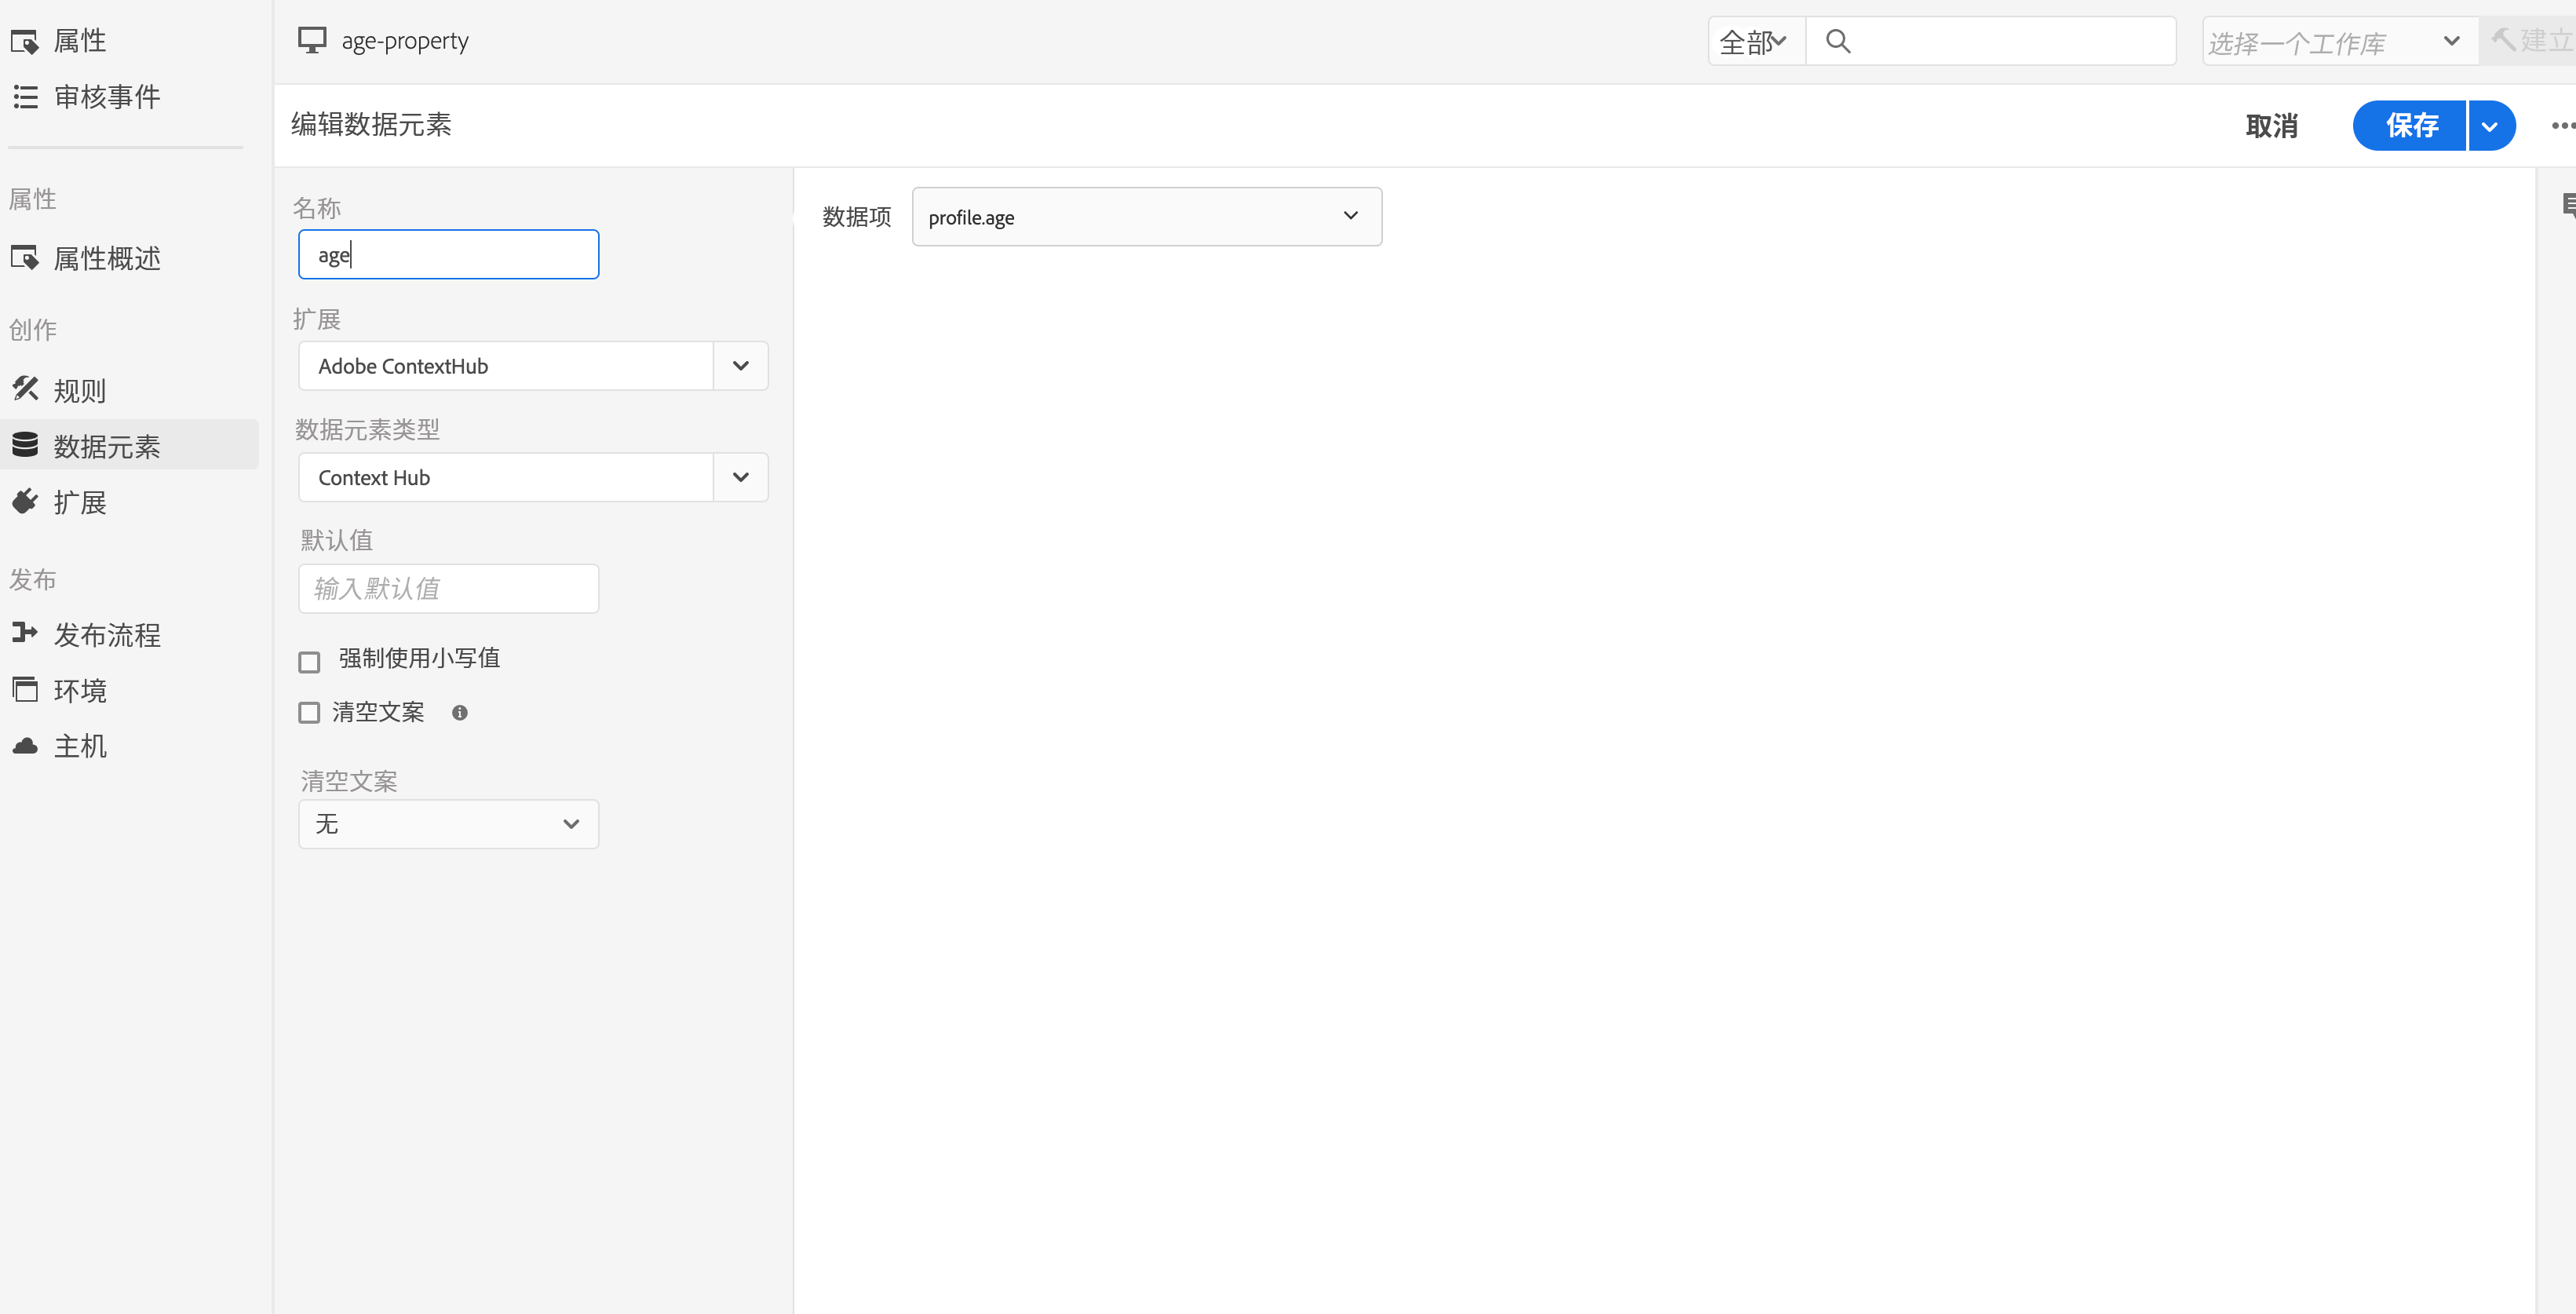 属性
审核事件
属性
属性概述
创作
规则
数据元素
扩展
发布
发布流程
环境
主机
age-property
全部
选择一个工作库
建立
编辑数据元素
取消
保存
名称
age
扩展
Adobe ContextHub
数据元素类型
Context Hub
默认值
输入默认值
强制使用小写值
清空文案
清空文案
无
数据项
profile.age